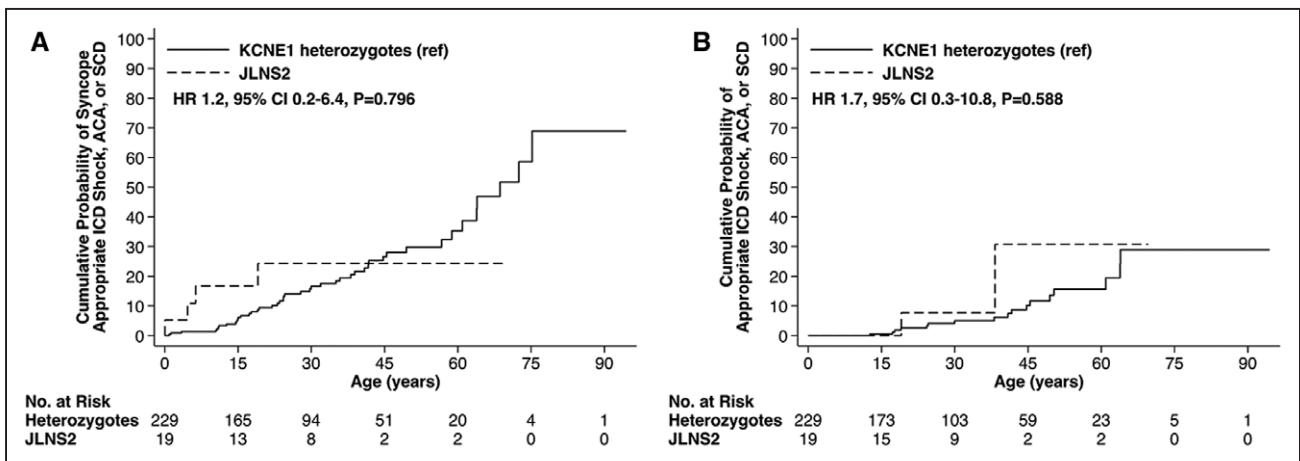 A
Cumulative Probability of Syncope
Appropriate ICD Shock, ACA, or SCD
100
90
80
70
60
50
40
30
20
10
0
KCNE1 heterozygotes (ref)
JLNS2
HR 1.2, 95% CI 0.2-6.4, P=0.796
0 15 30 45 60 75 90
Age (years)
No. at Risk
Heterozygotes 229 165 94 51 20 4 1
JLNS2 19 13 8 2 2 0 0
B
Cumulative Probability of
Appropriate ICD Shock, ACA, or SCD
100
90
80
70
60
50
40
30
20
10
0
KCNE1 heterozygotes (ref)
JLNS2
HR 1.7, 95% CI 0.3-10.8, P=0.588
0 15 30 45 60 75 90
Age (years)
No. at Risk
Heterozygotes 229 173 103 59 23 5 1
JLNS2 19 15 9 2 2 0 0